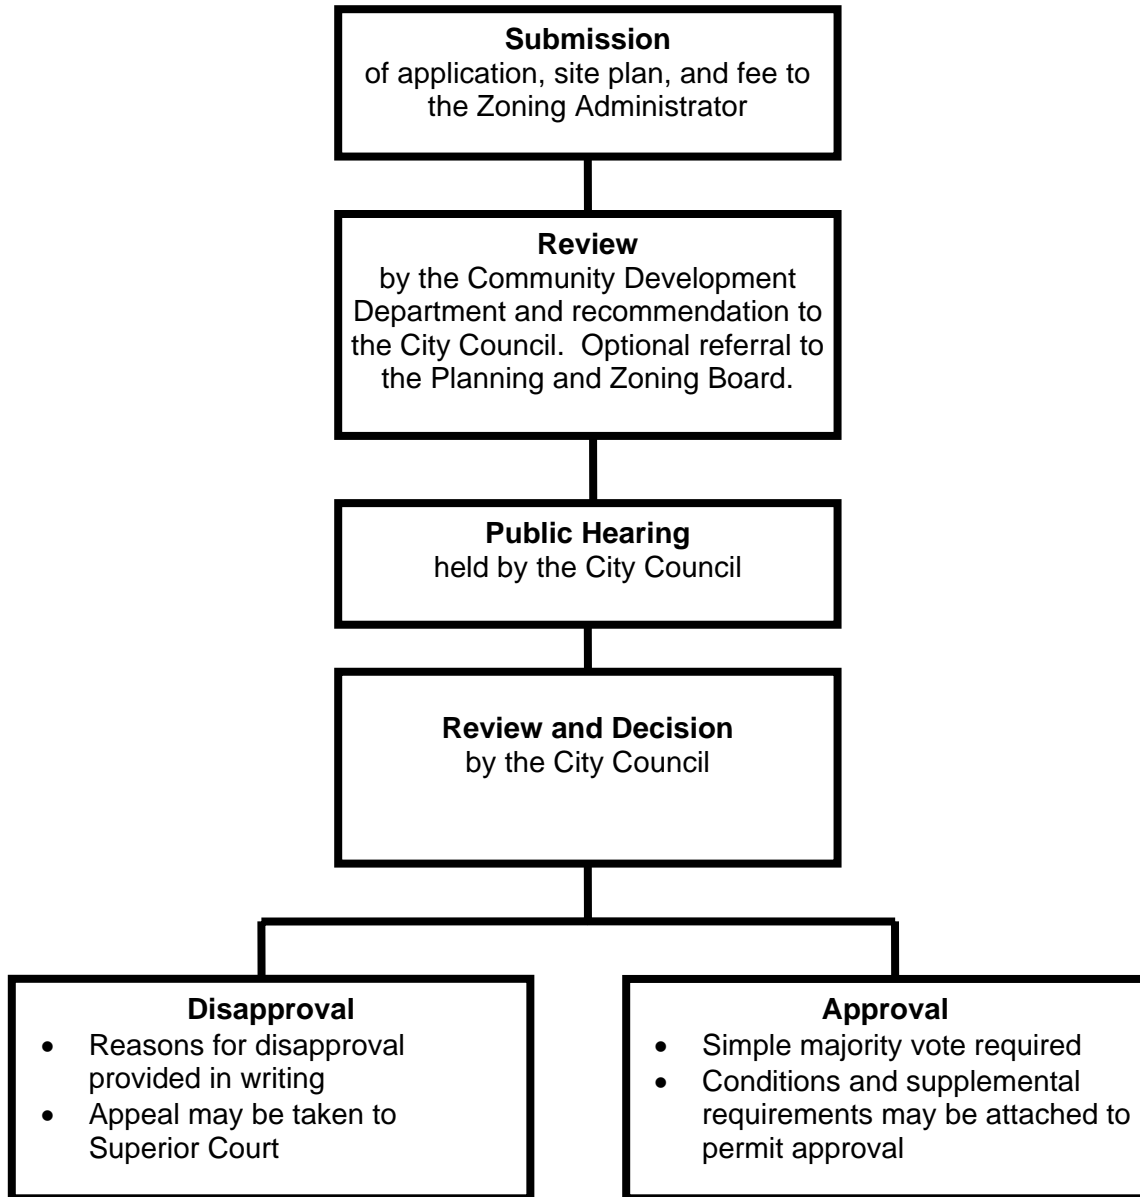 Submission
of application, site plan, and fee to
the Zoning Administrator
Review
by the Community Development
Department and recommendation to
the City Council.  Optional referral to
the Planning and Zoning Board.
Public Hearing
held by the City Council
Review and Decision
by the City Council
Disapproval
• Reasons for disapproval
provided in writing
• Appeal may be taken to
Superior Court
Approval
• Simple majority vote required
• Conditions and supplemental
requirements may be attached to
permit approval